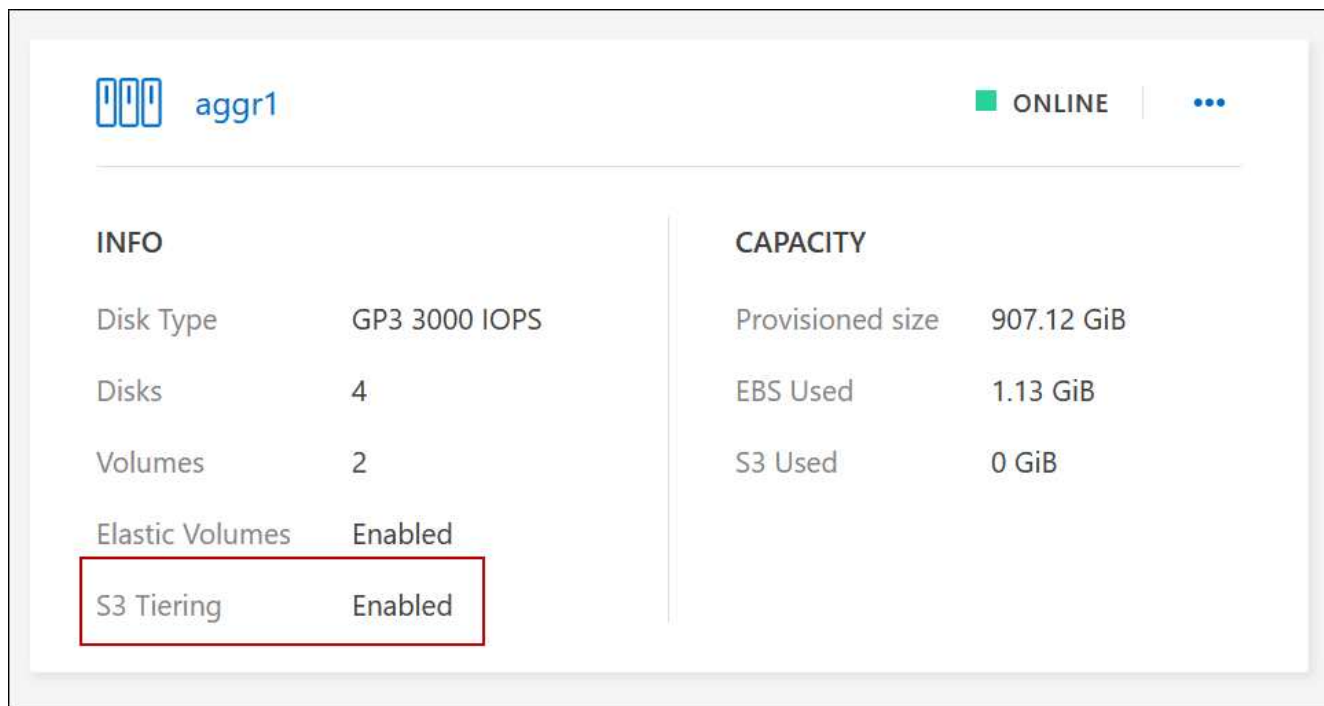 aggr1
ONLINE
INFO
Disk Type GP3 3000 IOPS
Disks 4
Volumes 2
Elastic Volumes Enabled
S3 Tiering Enabled
CAPACITY
Provisioned size 907.12 GiB
EBS Used 1.13 GiB
S3 Used 0 GiB